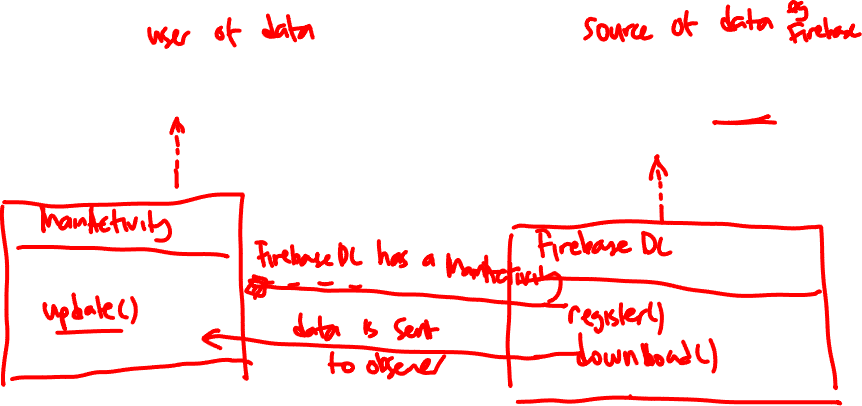 user of data
source of data eg
Firebase
MainActivity
update()
FirebaseDL has a MainActivity
data is sent
to observer
Firebase DL
register()
download()